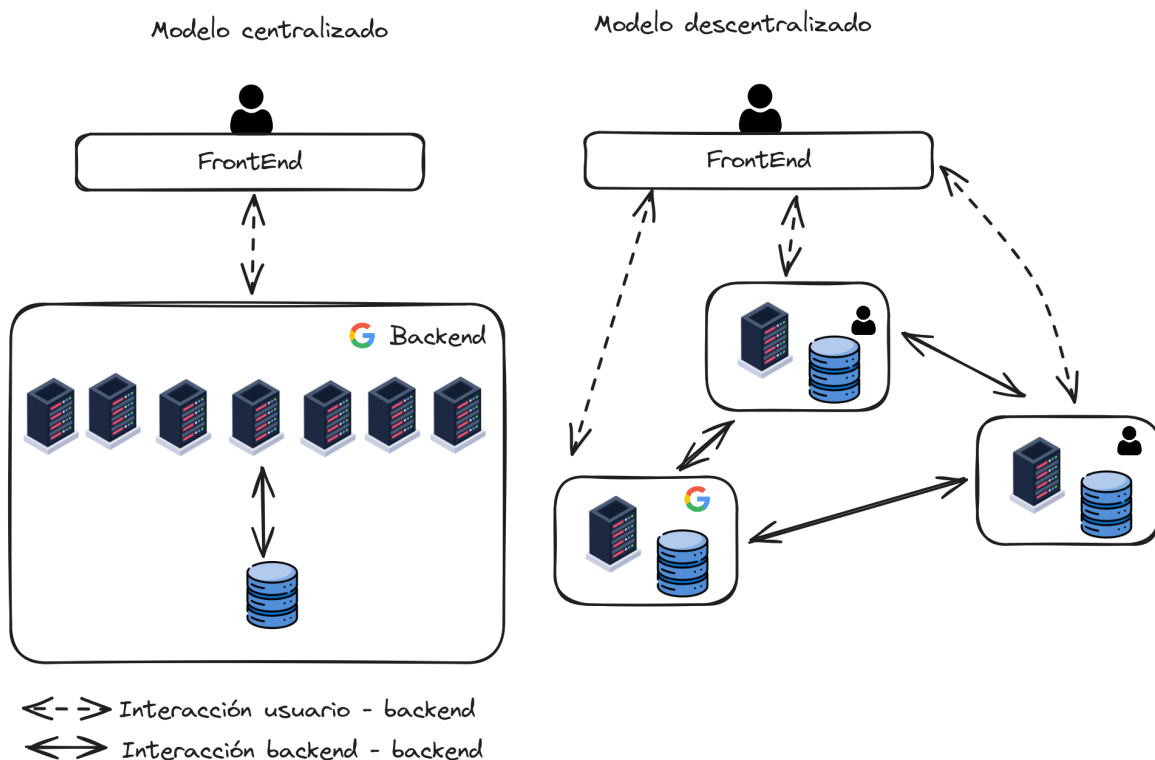 Modelo centralizado
Modelo descentralizado
FrontEnd
FrontEnd
Backend
Interacción usuario - backend
Interacción backend - backend